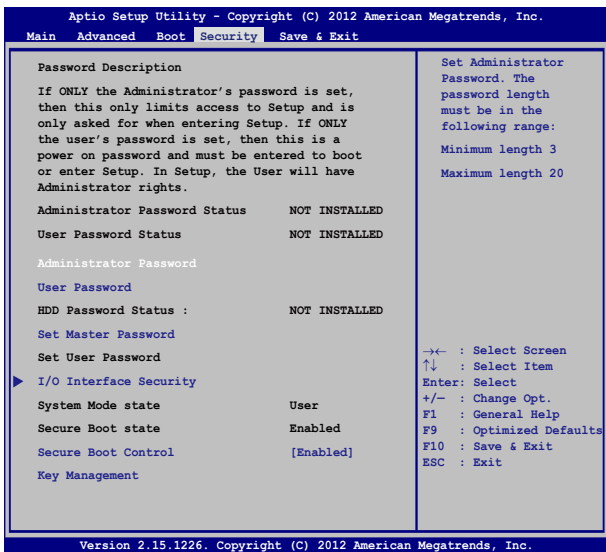 Aptio Setup Utility - Copyright (C) 2012 American Megatrends, Inc.
Main Advanced Boot Security Save & Exit
Password Description
If ONLY the Administrator's password is set,
then this only limits access to Setup and is
only asked for when entering Setup. If ONLY
the user's password is set, then this is a
power on password and must be entered to boot
or enter Setup. In Setup, the User will have
Administrator rights.
Administrator Password Status NOT INSTALLED
User Password Status NOT INSTALLED
Administrator Password
User Password
HDD Password Status : NOT INSTALLED
Set Master Password
Set User Password
I/O Interface Security
System Mode state User
Secure Boot state Enabled
Secure Boot Control [Enabled]
Key Management
Set Administrator
Password. The
password length
must be in the
following range:
Minimum length 3
Maximum length 20
→← : Select Screen
↑↓ : Select Item
Enter: Select
+/— : Change Opt.
F1 : General Help
F9 : Optimized Defaults
F10 : Save & Exit
ESC : Exit
Version 2.15.1226. Copyright (C) 2012 American Megatrends, Inc.